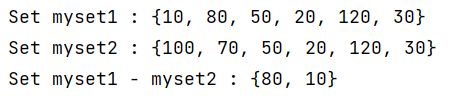 Set myset1 : {10, 80, 50, 20, 120, 30}
Set myset2 : {100, 70, 50, 20, 120, 30}
Set myset1 - myset2 : {80, 10}